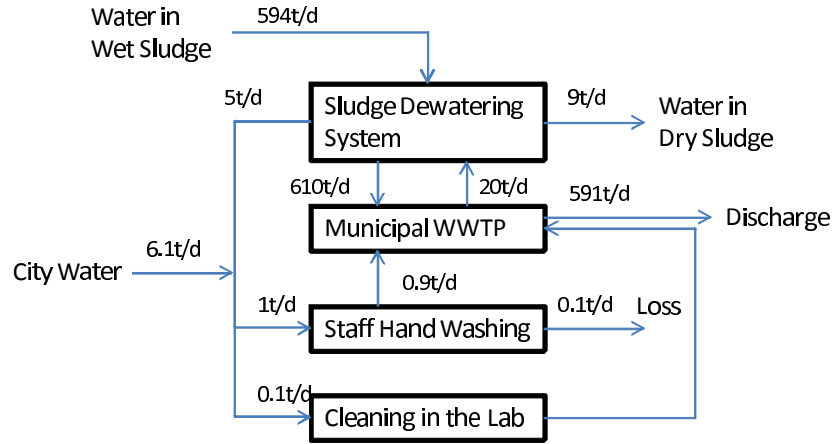 Water in
Wet Sludge
594t/d
5t/d
Sludge Dewatering
System
9t/d
Water in
Dry Sludge
610t/d
20t/d
591t/d
Municipal WWTP
Discharge
City Water
6.1t/d
0.9t/d
1t/d
Staff Hand Washing
0.1t/d
Loss
0.1t/d
Cleaning in the Lab